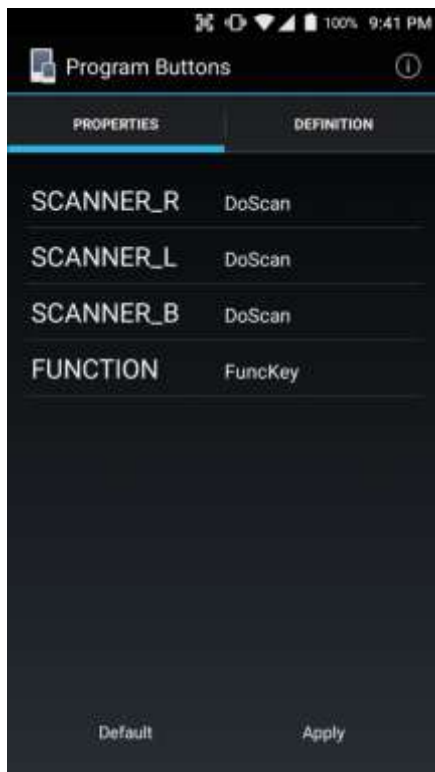 100% 9:41 PM
Program Buttons
PROPERTIES DEFINITION
SCANNER_R DoScan
SCANNER_L DoScan
SCANNER_B DoScan
FUNCTION FuncKey
Default Apply